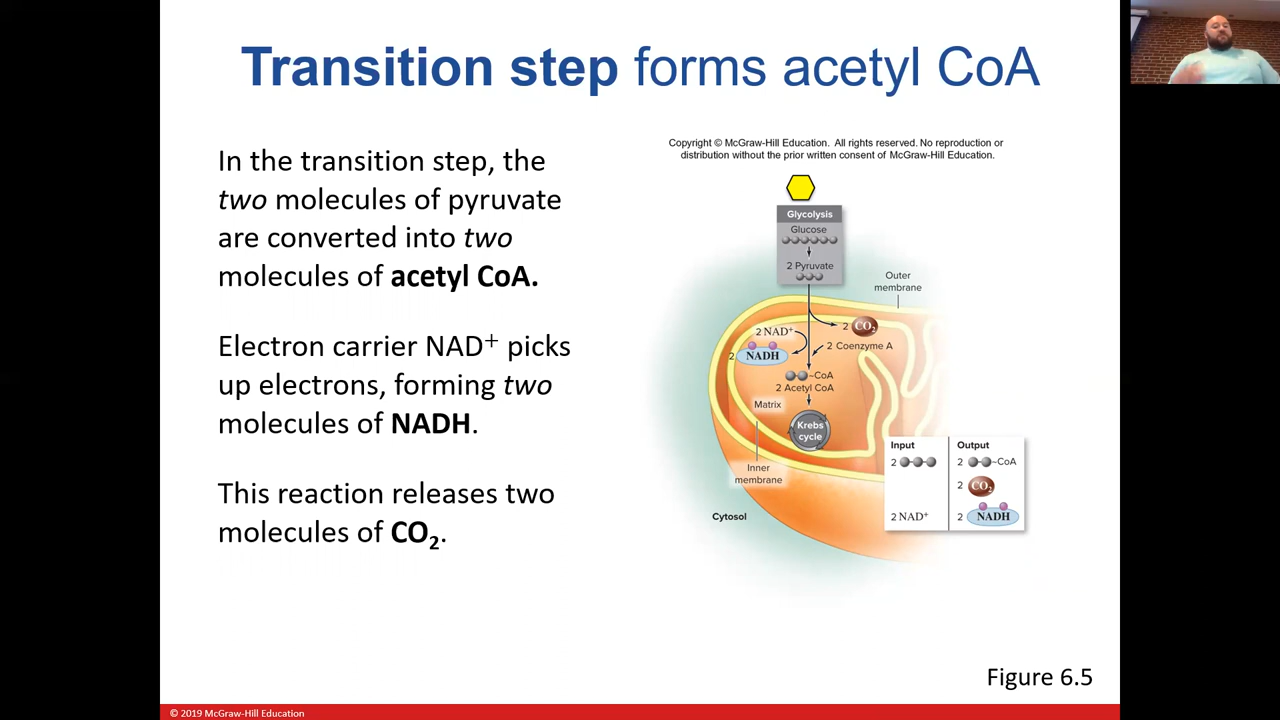 Transition step forms acetyl CoA
In the transition step, the
two molecules of pyruvate
are converted into two
molecules of acetyl CoA.
Electron carrier NAD⁺ picks
up electrons, forming two
molecules of NADH.
This reaction releases two
molecules of CO₂.
Copyright © McGraw-Hill Education. All rights reserved. No reproduction or
distribution without the prior written consent of McGraw-Hill Education.
Glycolysis
Glucose
2 Pyruvate
Outer
membrane
2 CO₂
2 NAD⁺
2 NADH
2 Coenzyme A
~CoA
2 Acetyl CoA
Matrix
Krebs
cycle
Inner
membrane
Cytosol
Input Output
2 2 ~CoA
2 CO₂
2 NAD⁺ 2 NADH
Figure 6.5
© 2019 McGraw-Hill Education